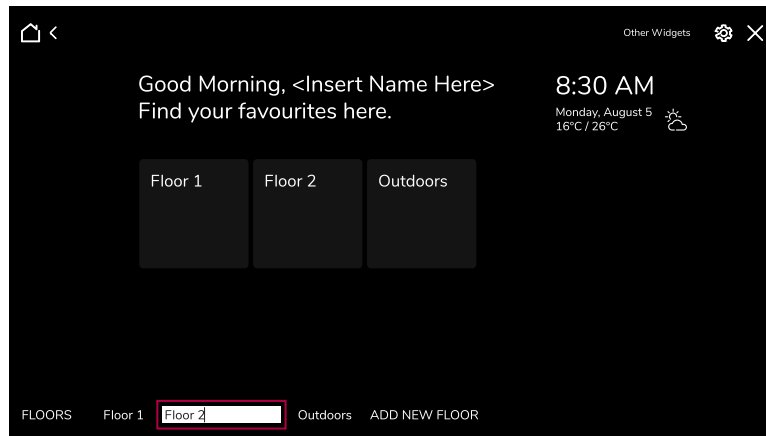 Other Widgets
Good Morning, <Insert Name Here>
Find your favourites here.
8:30 AM
Monday, August 5
16°C / 26°C
Floor 1 Floor 2 Outdoors
FLOORS Floor 1 Floor 2 Outdoors ADD NEW FLOOR